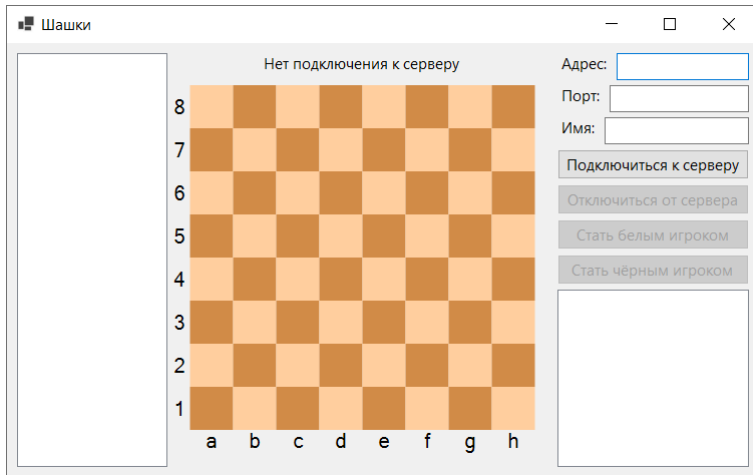 Шашки
Нет подключения к серверу
8
7
6
5
4
3
2
1
a b c d e f g h
Адрес:
Порт:
Имя:
Подключиться к серверу
Отключиться от сервера
Стать белым игроком
Стать чёрным игроком